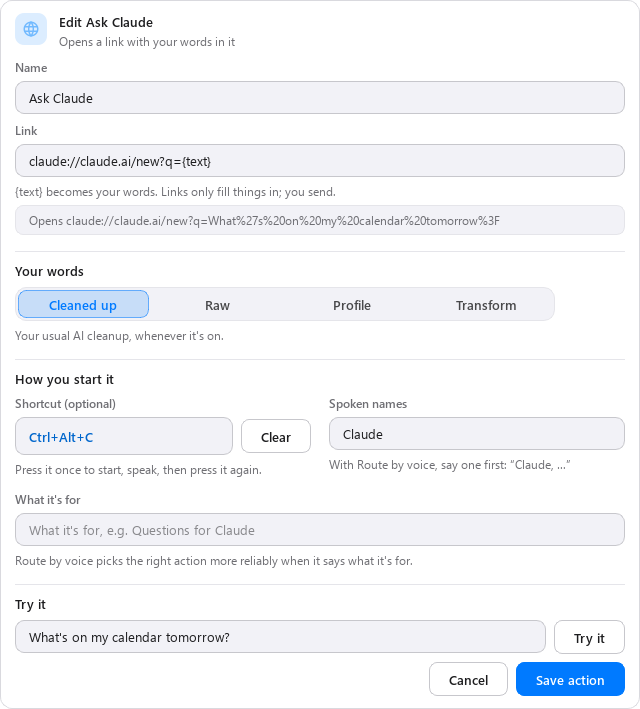 Edit Ask Claude
Opens a link with your words in it
Name
Ask Claude
Link
claude://claude.ai/new?q={text}
{text} becomes your words. Links only fill things in; you send.
Opens claude://claude.ai/new?q=What%27s%20on%20my%20calendar%20tomorrow%3F
Your words
Cleaned up Raw Profile Transform
Your usual AI cleanup, whenever it's on.
How you start it
Shortcut (optional)
Ctrl+Alt+C Clear
Press it once to start, speak, then press it again.
Spoken names
Claude
With Route by voice, say one first: “Claude, ...”
What it's for
What it's for, e.g. Questions for Claude
Route by voice picks the right action more reliably when it says what it's for.
Try it
What's on my calendar tomorrow? Try it
Cancel Save action